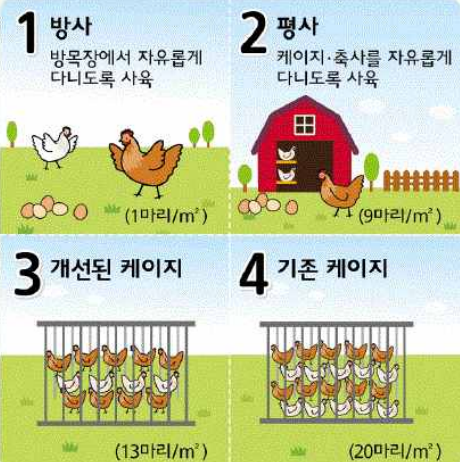 1 방사
방목장에서 자유롭게
다니도록 사육
(1마리/㎡)
2 평사
케이지·축사를 자유롭게
다니도록 사육
(9마리/㎡)
3 개선된 케이지
(13마리/㎡)
4 기존 케이지
(20마리/㎡)